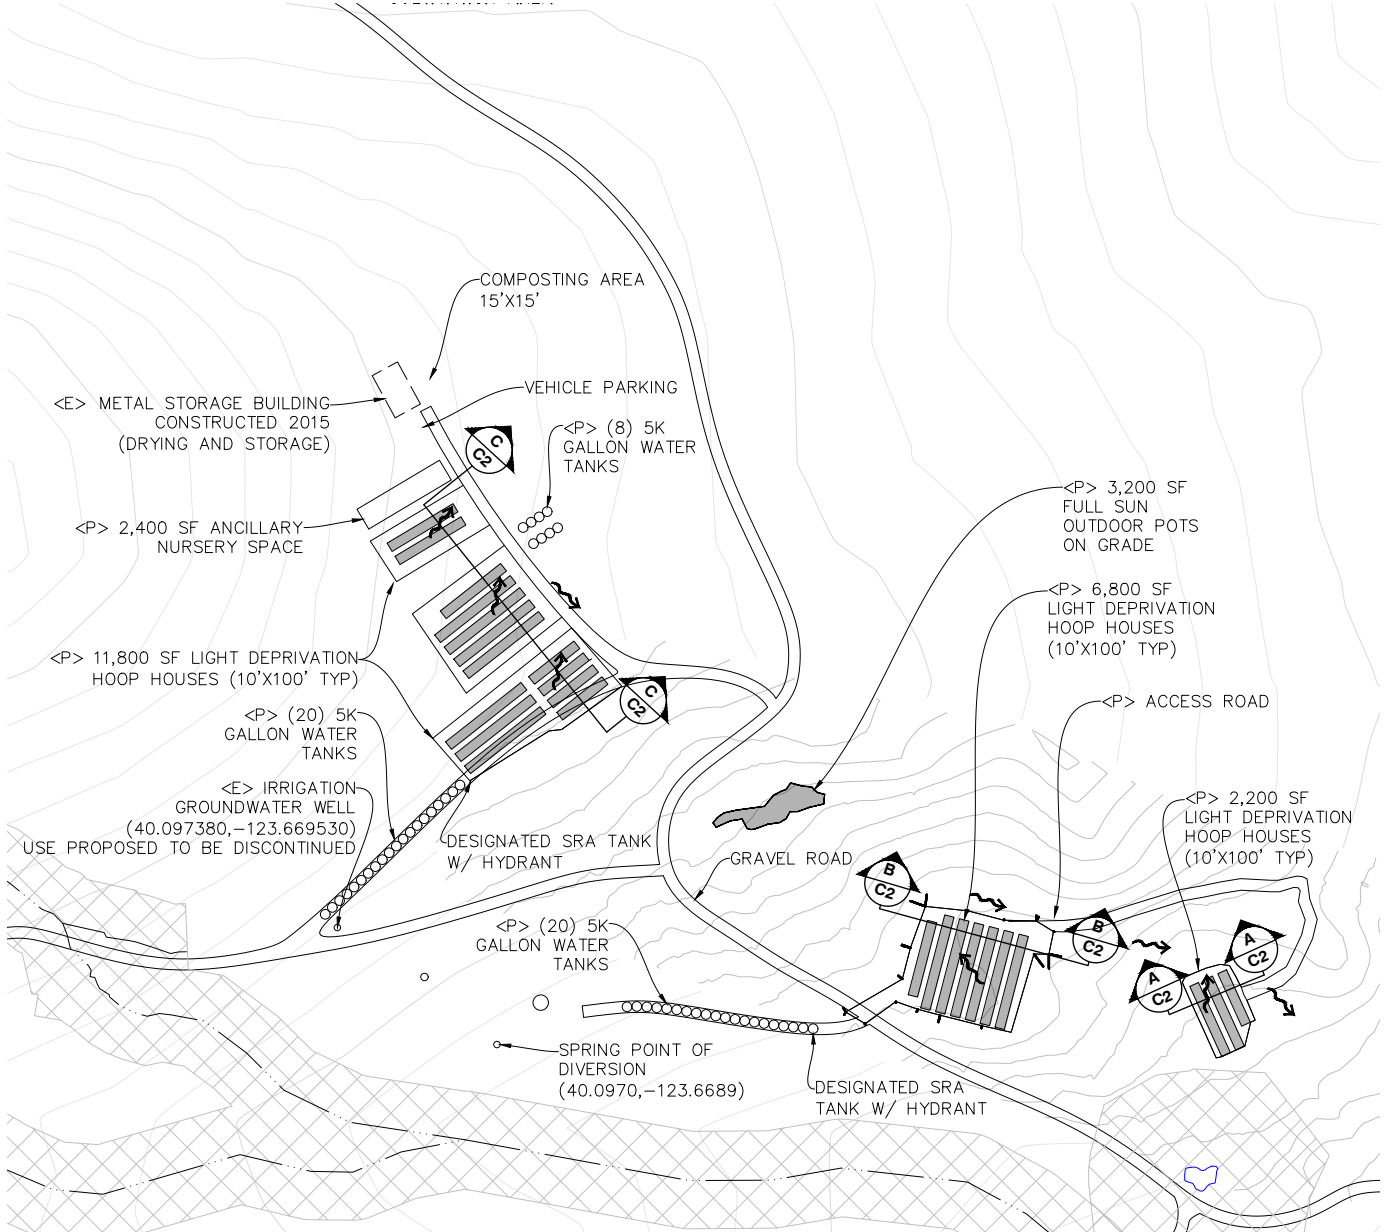 COMPOSTING AREA
15'X15'
<E> METAL STORAGE BUILDING
CONSTRUCTED 2015
(DRYING AND STORAGE)
VEHICLE PARKING
<P> (8) 5K
GALLON WATER
TANKS
C
C2
<P> 2,400 SF ANCILLARY
NURSERY SPACE
<P> 3,200 SF
FULL SUN
OUTDOOR POTS
ON GRADE
<P> 6,800 SF
LIGHT DEPRIVATION
HOOP HOUSES
(10'X100' TYP)
<P> 11,800 SF LIGHT DEPRIVATION
HOOP HOUSES (10'X100' TYP)
C
C2
<P> ACCESS ROAD
<P> (20) 5K
GALLON WATER
TANKS
<E> IRRIGATION
GROUNDWATER WELL
(40.097380,-123.669530)
USE PROPOSED TO BE DISCONTINUED
<P> 2,200 SF
LIGHT DEPRIVATION
HOOP HOUSES
(10'X100' TYP)
DESIGNATED SRA TANK
W/ HYDRANT
GRAVEL ROAD
B
C2
B
C2
A
C2
A
C2
<P> (20) 5K
GALLON WATER
TANKS
SPRING POINT OF
DIVERSION
(40.0970,-123.6689)
DESIGNATED SRA
TANK W/ HYDRANT